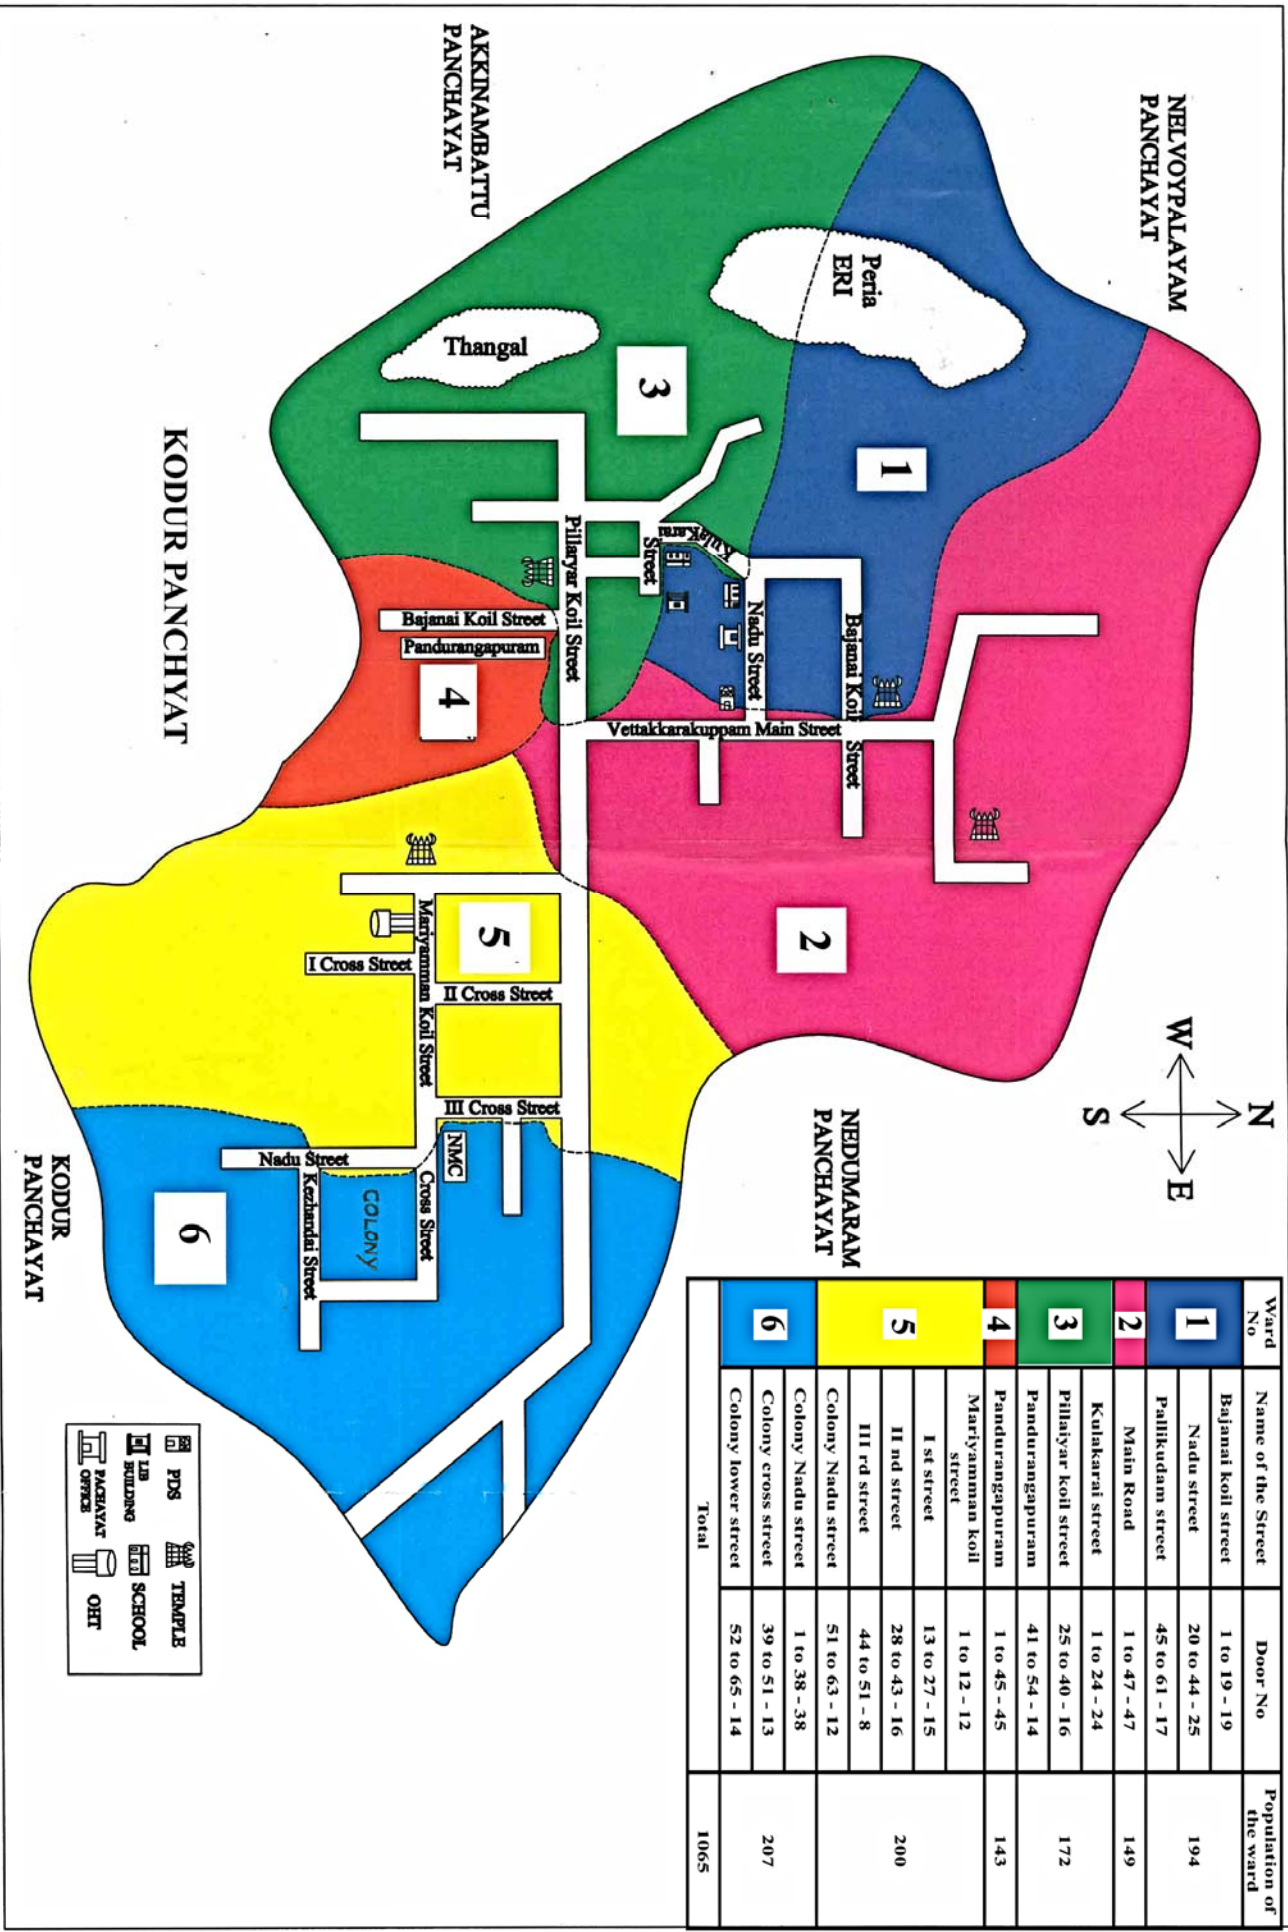 NELVOYPALAYAM
PANCHAYAT
AKKINAMBATTU
PANCHAYAT
Peria
ERI
Thangal
3
1
2
4
5
6
Pillaryar Koil Street
KulaKarai
Street
Nadu Street
Bajanai Koil Street
Vettakkarakuppam Main Street
Bajanai Koil Street
Pandurangapuram
Mariyamman Koil Street
I Cross Street
II Cross Street
III Cross Street
NMC
Nadu Street
Cross Street
COLONY
Kezhandai Street
KODUR PANCHYAT
KODUR
PANCHAYAT
NEDUMARAM
PANCHAYAT
N
W
E
S
Ward No Name of the Street Door No Population of the ward
1 Bajanai koil street 1 to 19 - 19 194
Nadu street 20 to 44 - 25
Pallikudam street 45 to 61 - 17
2 Main Road 1 to 47 - 47 149
3 Kulakarai street 1 to 24 - 24 172
Pillaiyar koil street 25 to 40 - 16
Pandurangapuram 41 to 54 - 14
4 Pandurangapuram 1 to 45 - 45 143
5 Mariyamman koil street 1 to 12 - 12 200
I st street 13 to 27 - 15
II nd street 28 to 43 - 16
III rd street 44 to 51 - 8
Colony Nadu street 51 to 63 - 12
6 Colony Nadu street 1 to 38 - 38 207
Colony cross street 39 to 51 - 13
Colony lower street 52 to 65 - 14
Total 1065
PDS
TEMPLE
LIB
BUILDING
SCHOOL
PACHAYAT
OFFICE
OHT